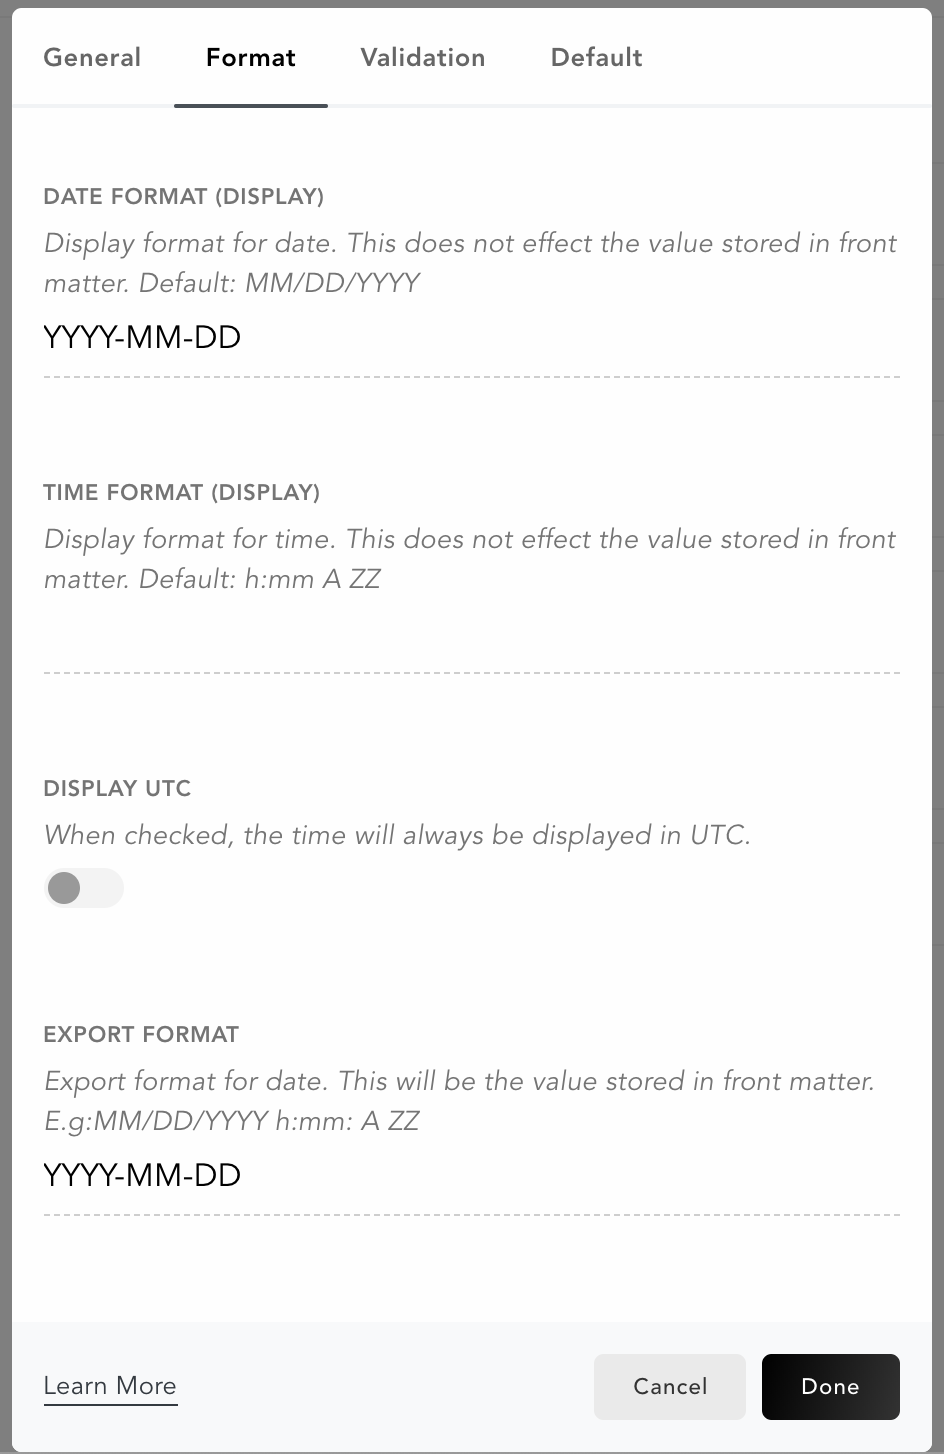 General Format Validation Default
DATE FORMAT (DISPLAY)
Display format for date. This does not effect the value stored in front
matter. Default: MM/DD/YYYY
YYYY-MM-DD
TIME FORMAT (DISPLAY)
Display format for time. This does not effect the value stored in front
matter. Default: h:mm A ZZ
DISPLAY UTC
When checked, the time will always be displayed in UTC.
EXPORT FORMAT
Export format for date. This will be the value stored in front matter.
E.g:MM/DD/YYYY h:mm: A ZZ
YYYY-MM-DD
Learn More Cancel Done